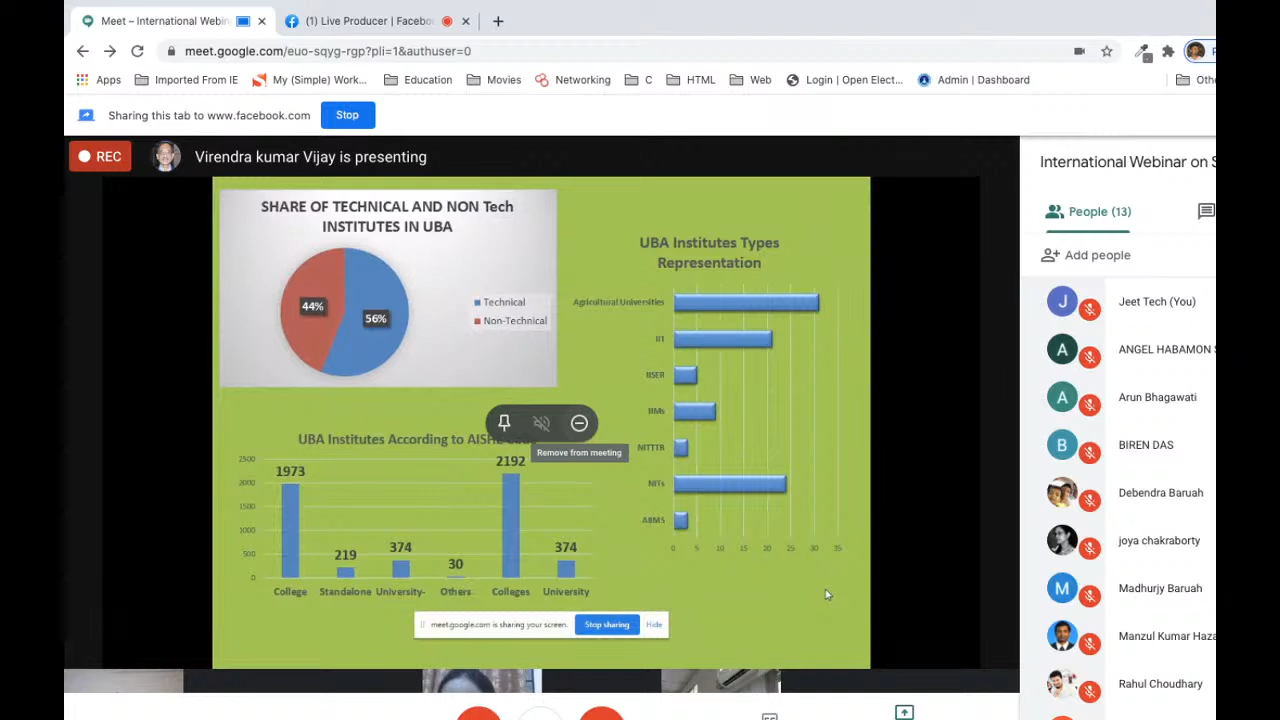 Meet – International Webin
(1) Live Producer | Facebo
meet.google.com/euo-sqyg-rgp?pli=1&authuser=0
Apps
Imported From IE
My (Simple) Work...
Education
Movies
Networking
C
HTML
Web
Login | Open Elect...
Admin | Dashboard
Othe
Sharing this tab to www.facebook.com
Stop
REC
Virendra kumar Vijay is presenting
SHARE OF TECHNICAL AND NON Tech
INSTITUTES IN UBA
44%
56%
Technical
Non-Technical
UBA Institutes Types
Representation
Agricultural Universities
IIT
IISER
IIMs
NITTTR
NITs
AIIMS
0 5 10 15 20 25 30 35
UBA Institutes According to AISHE
Remove from meeting
2500
2000
1500
1000
500
0
1973
219
374
30
2192
374
College
Standalone
University-
Others
Colleges
University
meet.google.com is sharing your screen.
Stop sharing
Hide
International Webinar on S
People (13)
Add people
J
Jeet Tech (You)
A
ANGEL HABAMON S
A
Arun Bhagawati
B
BIREN DAS
Debendra Baruah
joya chakraborty
M
Madhurjy Baruah
Manzul Kumar Haza
Rahul Choudhary